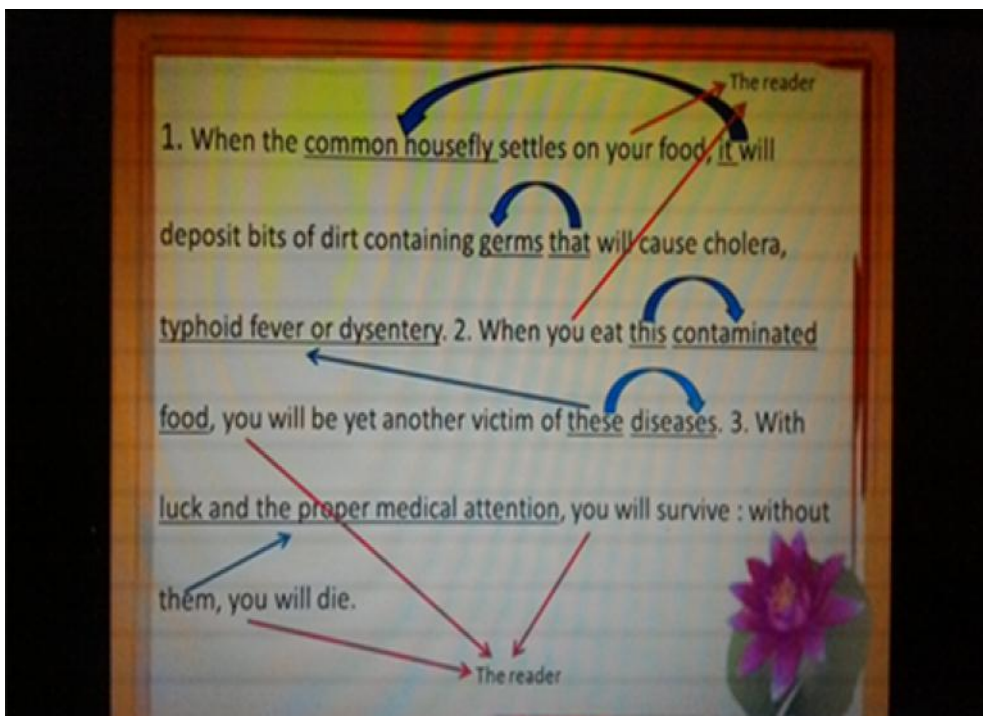 The reader
1. When the common housefly settles on your food, it will
deposit bits of dirt containing germs that will cause cholera,
typhoid fever or dysentery. 2. When you eat this contaminated
food, you will be yet another victim of these diseases. 3. With
luck and the proper medical attention, you will survive : without
them, you will die.
The reader